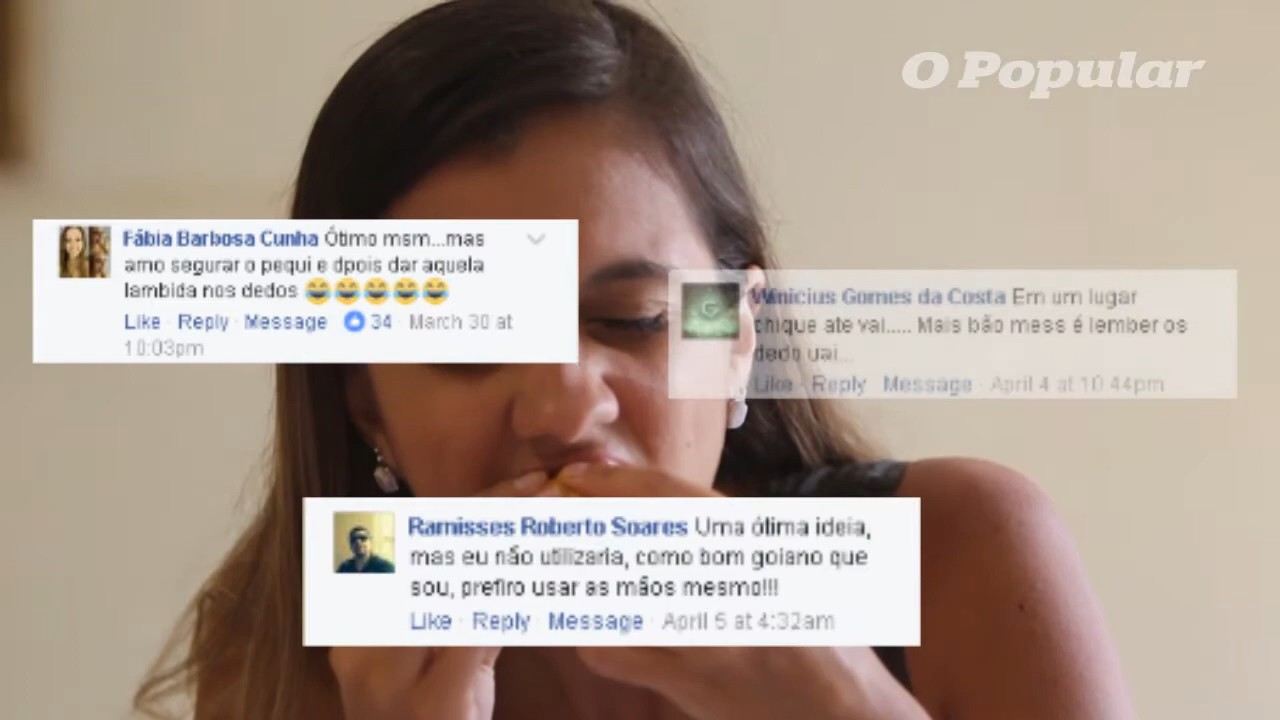 O Popular
Fábia Barbosa Cunha Ótimo msm...mas
amo segurar o pequi e dpois dar aquela
lambida nos dedos 😂😂😂😂😂
Like · Reply · Message · 34 · March 30 at
10:03pm
Vinicius Gomes da Costa Em um lugar
chique ate vai..... Mais bão mess é lember os
dedo uai...
Like · Reply · Message · April 4 at 10:44pm
Ramisses Roberto Soares Uma ótima ideia,
mas eu não utilizaria, como bom goiano que
sou, prefiro usar as mãos mesmo!!!
Like · Reply · Message · April 5 at 4:32am